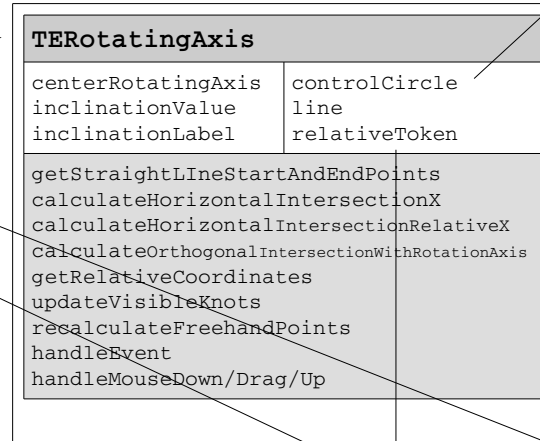 TERotatingAxis
centerRotatingAxis
inclinationValue
inclinationLabel
controlCircle
line
relativeToken
getStraightLIneStartAndEndPoints
calculateHorizontalIntersectionX
calculateHorizontalIntersectionRelativeX
calculateOrthogonalIntersectionWithRotationAxis
getRelativeCoordinates
updateVisibleKnots
recalculateFreehandPoints
handleEvent
handleMouseDown/Drag/Up